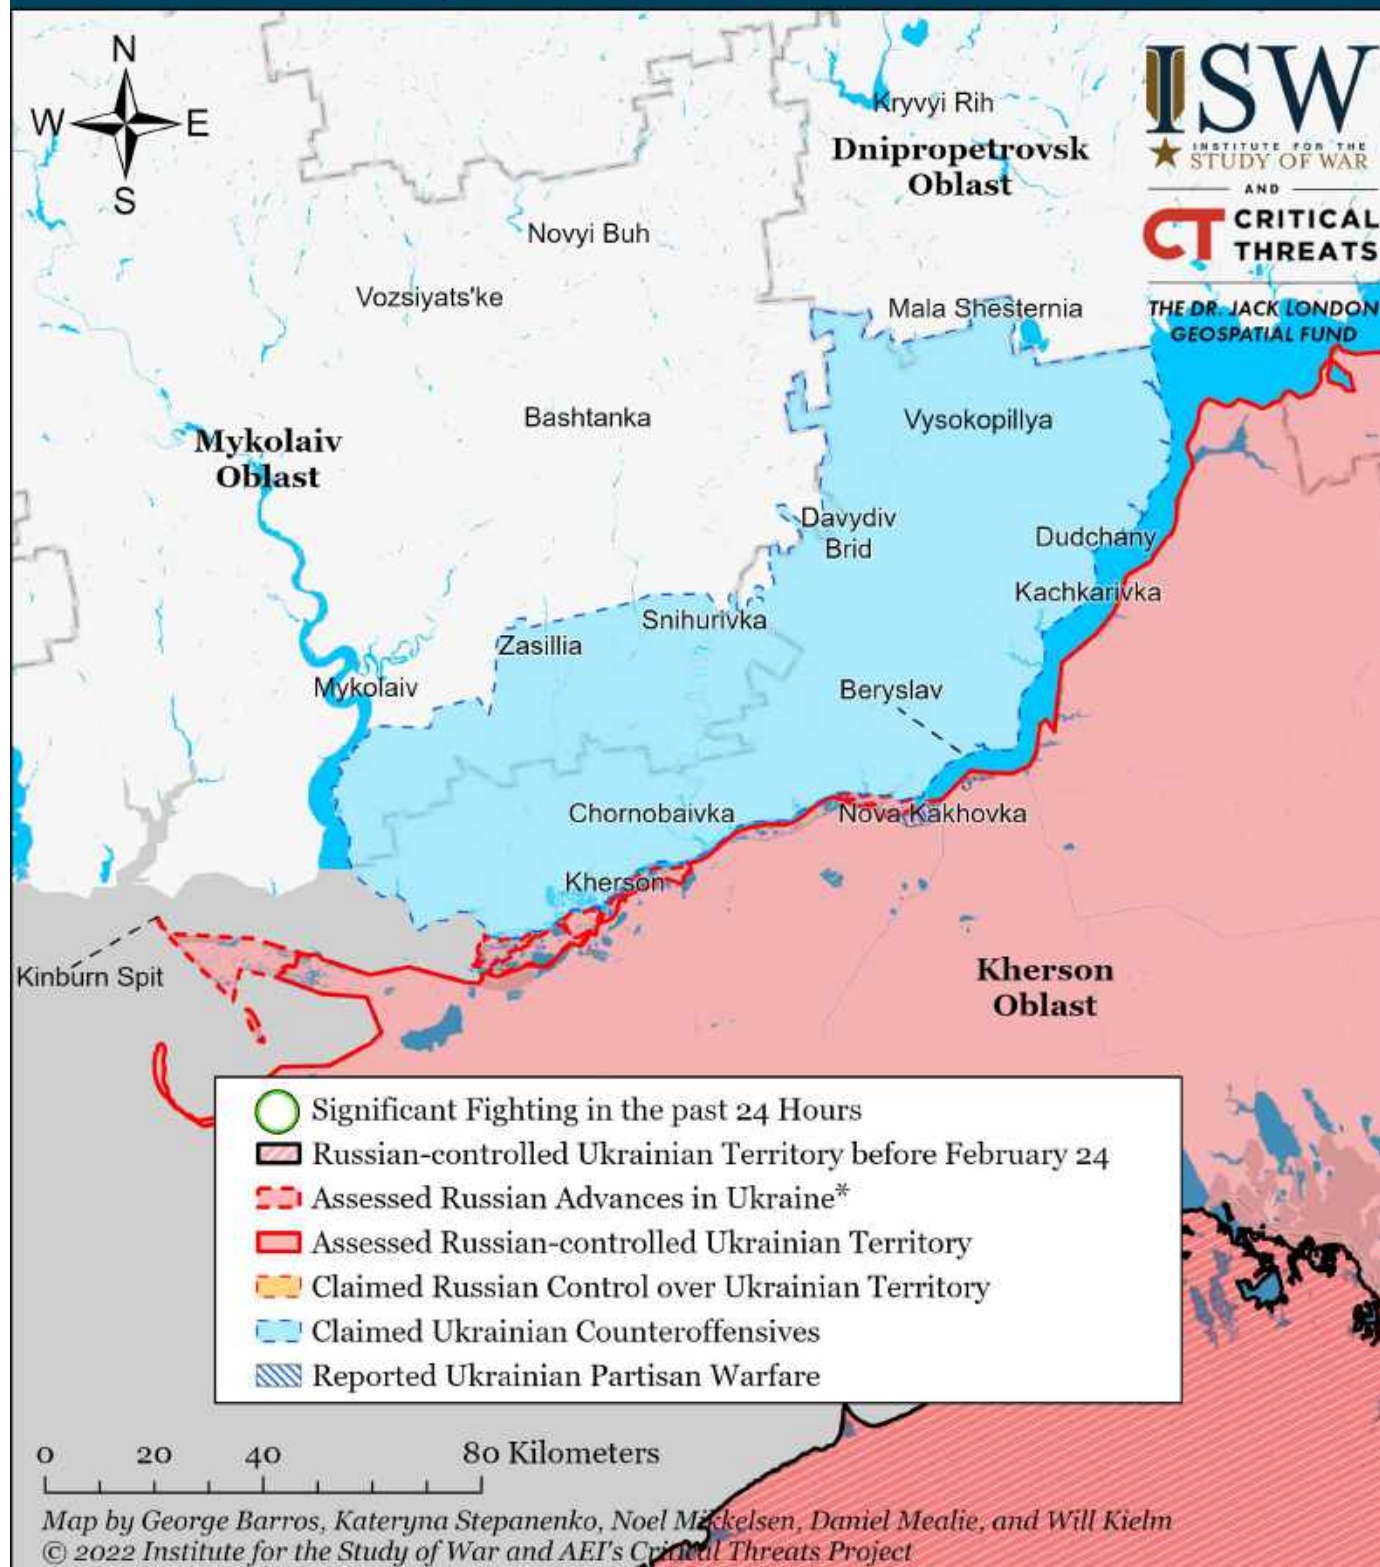 N
W
E
S
Kryvyi Rih
Dnipropetrovsk
Oblast
ISW
INSTITUTE FOR THE
STUDY OF WAR
AND
CT CRITICAL
THREATS
THE DR. JACK LONDON
GEOSPATIAL FUND
Novyi Buh
Vozsiyats'ke
Mala Shesternia
Bashtanka
Vysokopillya
Mykolaiv
Oblast
Davydiv
Brid
Dudchany
Kachkarivka
Snihurivka
Zasillia
Mykolaiv
Beryslav
Chornobaivka
Nova Kakhovka
Kherson
Kinburn Spit
Kherson
Oblast
Significant Fighting in the past 24 Hours
Russian-controlled Ukrainian Territory before February 24
Assessed Russian Advances in Ukraine*
Assessed Russian-controlled Ukrainian Territory
Claimed Russian Control over Ukrainian Territory
Claimed Ukrainian Counteroffensives
Reported Ukrainian Partisan Warfare
0 20 40 80 Kilometers
Map by George Barros, Kateryna Stepanenko, Noel Mikkelsen, Daniel Mealie, and Will Kielm
© 2022 Institute for the Study of War and AEI's Critical Threats Project